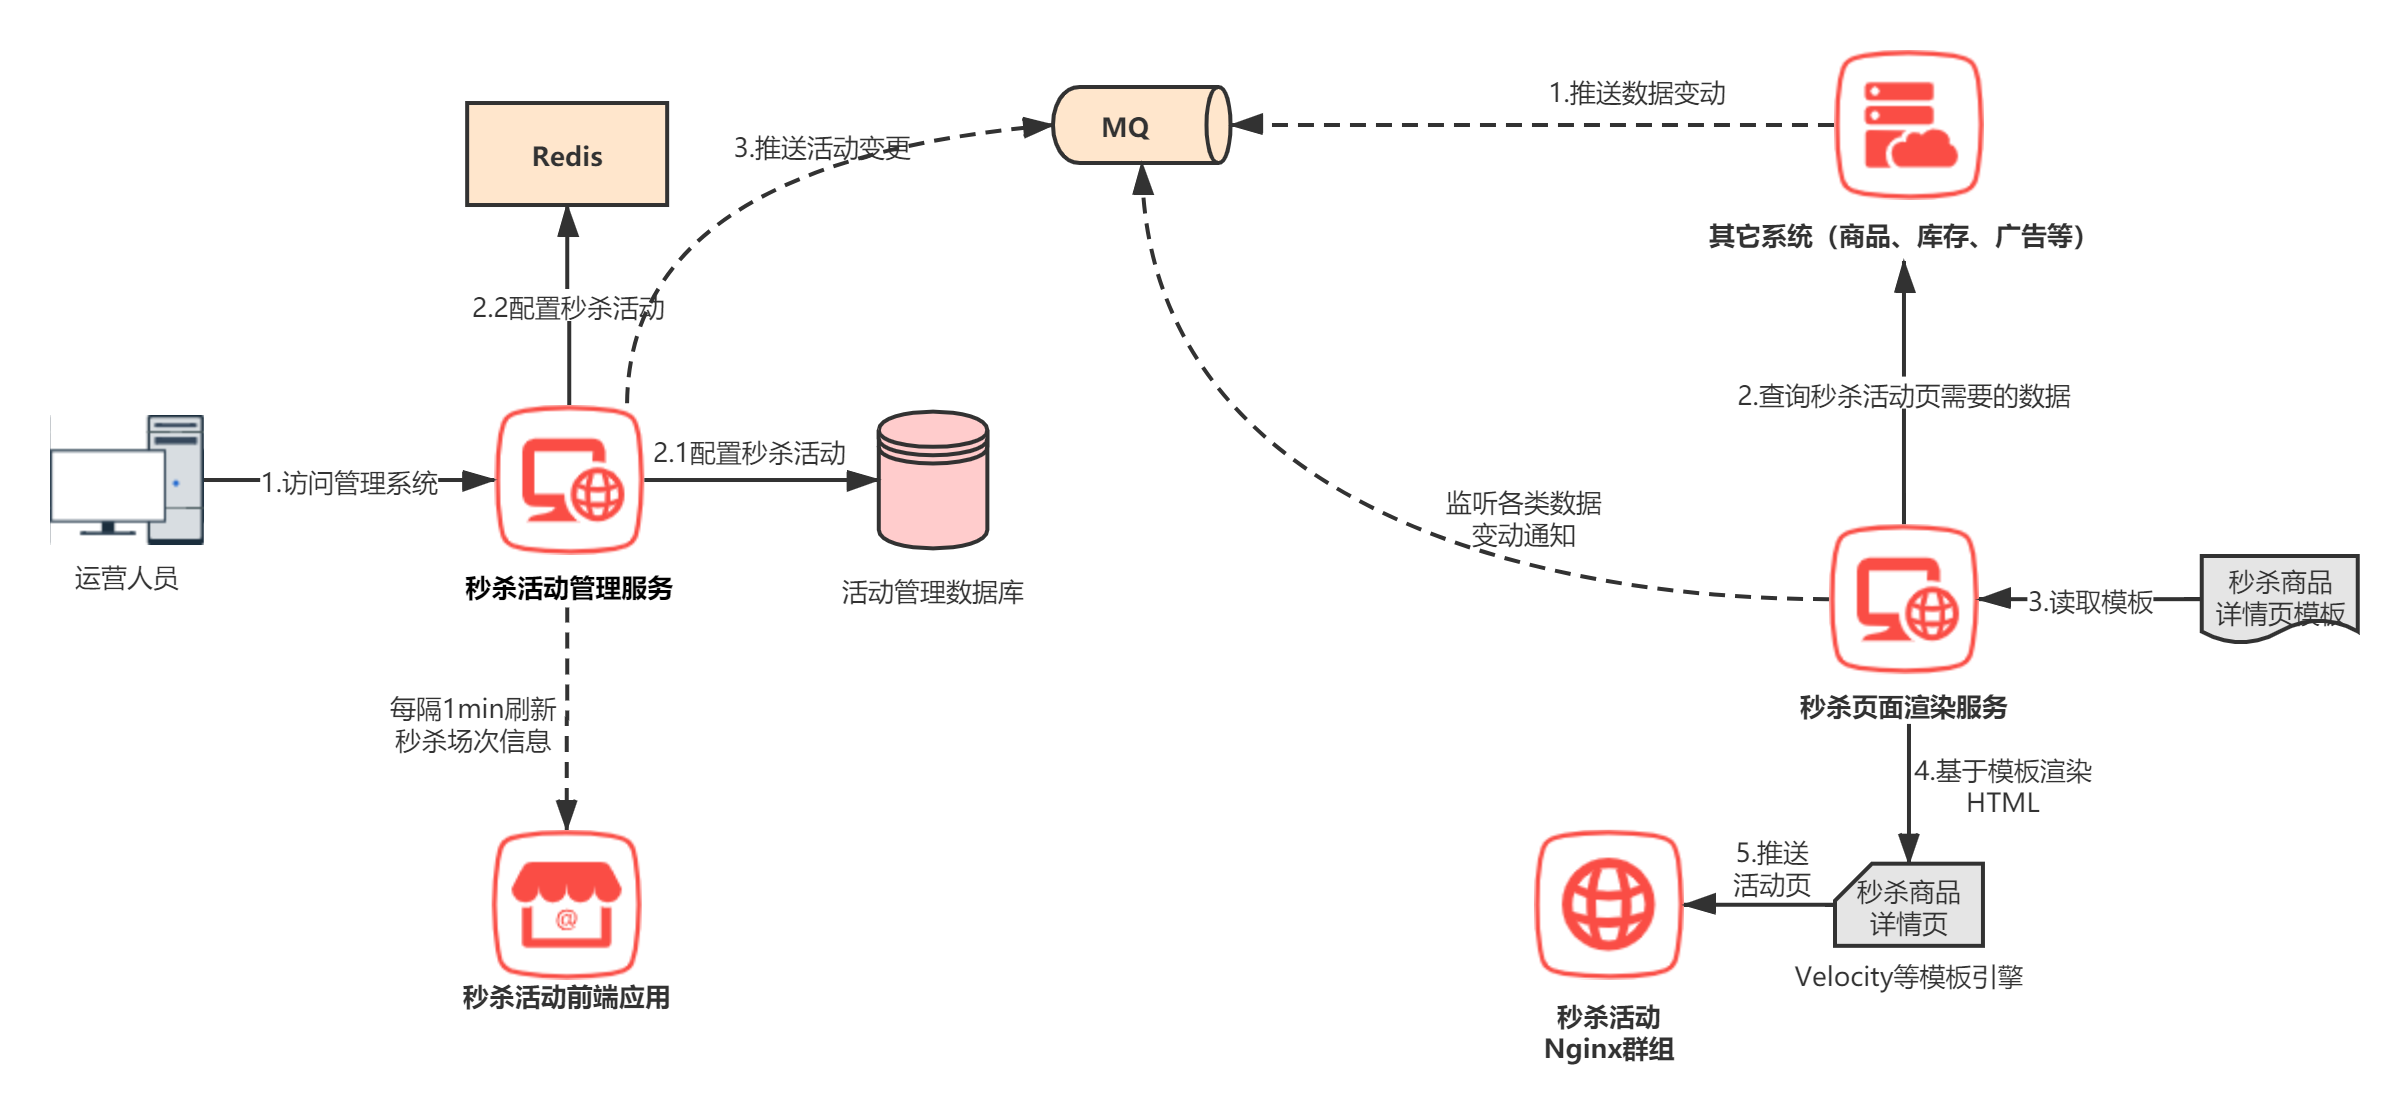 Redis
3.推送活动变更
MQ
1.推送数据变动
其它系统（商品、库存、广告等）
2.2配置秒杀活动
2.查询秒杀活动页需要的数据
1.访问管理系统
2.1配置秒杀活动
运营人员
秒杀活动管理服务
活动管理数据库
监听各类数据
变动通知
3.读取模板
秒杀商品
详情页模板
秒杀页面渲染服务
每隔1min刷新
秒杀场次信息
4.基于模板渲染
HTML
@
秒杀活动前端应用
5.推送
活动页
秒杀商品
详情页
Velocity等模板引擎
秒杀活动
Nginx群组